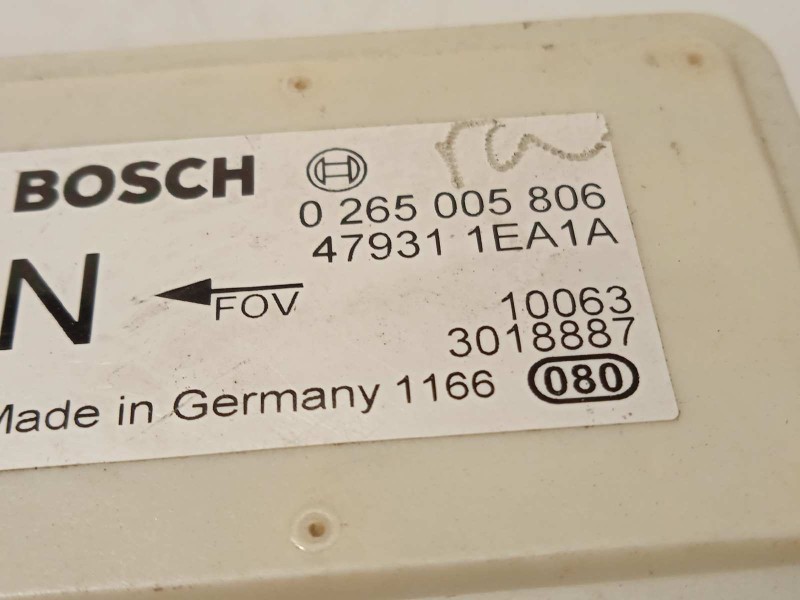 BOSCH
0 265 005 806
47931 1EA1A
N
FOV
10063
3018887
Made in Germany 1166
080